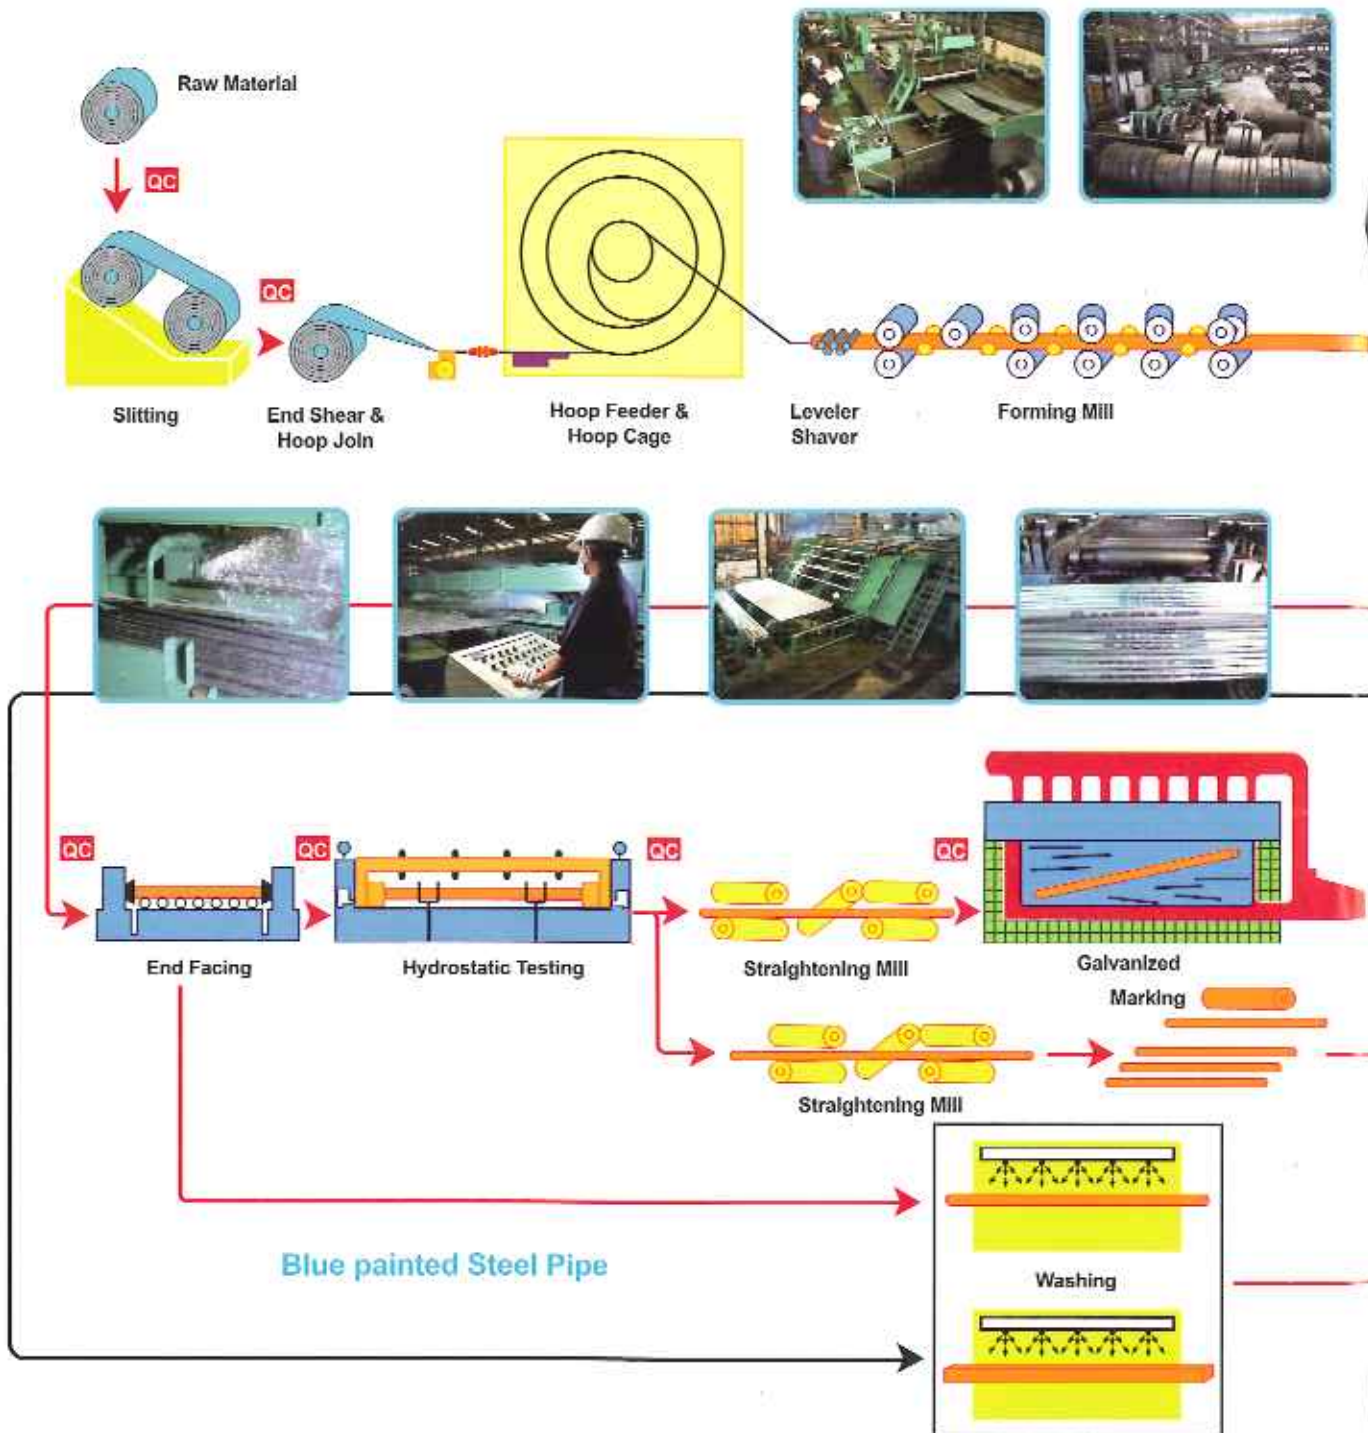 Raw Material
QC
QC
Slitting
End Shear &
Hoop Join
Hoop Feeder &
Hoop Cage
Leveler
Shaver
Forming Mill
QC
QC
QC
QC
End Facing
Hydrostatic Testing
Straightening Mill
Galvanized
Marking
Straightening Mill
Blue painted Steel Pipe
Washing